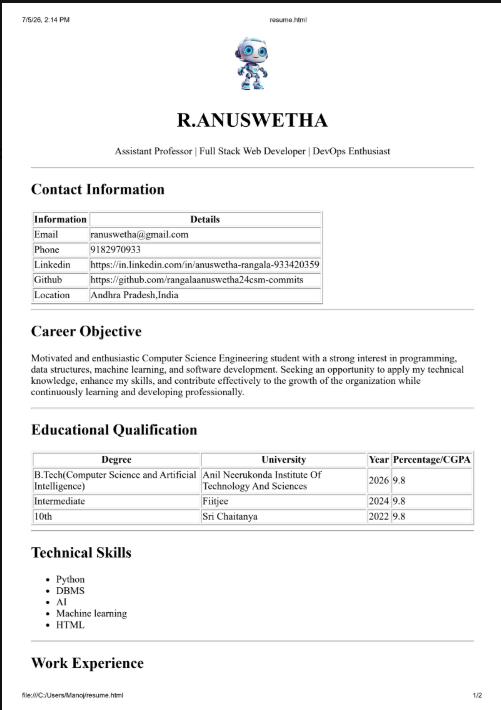 7/5/26, 2:14 PM resume.html
R.ANUSWETHA
Assistant Professor | Full Stack Web Developer | DevOps Enthusiast
Contact Information
Information Details
Email ranuswetha@gmail.com
Phone 9182970933
Linkedin https://in.linkedin.com/in/anuswetha-rangala-933420359
Github https://github.com/rangalaanuswetha24csm-commits
Location Andhra Pradesh,India
Career Objective
Motivated and enthusiastic Computer Science Engineering student with a strong interest in programming,
data structures, machine learning, and software development. Seeking an opportunity to apply my technical
knowledge, enhance my skills, and contribute effectively to the growth of the organization while
continuously learning and developing professionally.
Educational Qualification
Degree University Year Percentage/CGPA
B.Tech(Computer Science and Artificial Anil Neerukonda Institute Of
Intelligence) Technology And Sciences 2026 9.8
Intermediate Fiitjee 2024 9.8
10th Sri Chaitanya 2022 9.8
Technical Skills
• Python
• DBMS
• AI
• Machine learning
• HTML
Work Experience
file:///C:/Users/Manoj/resume.html 1/2